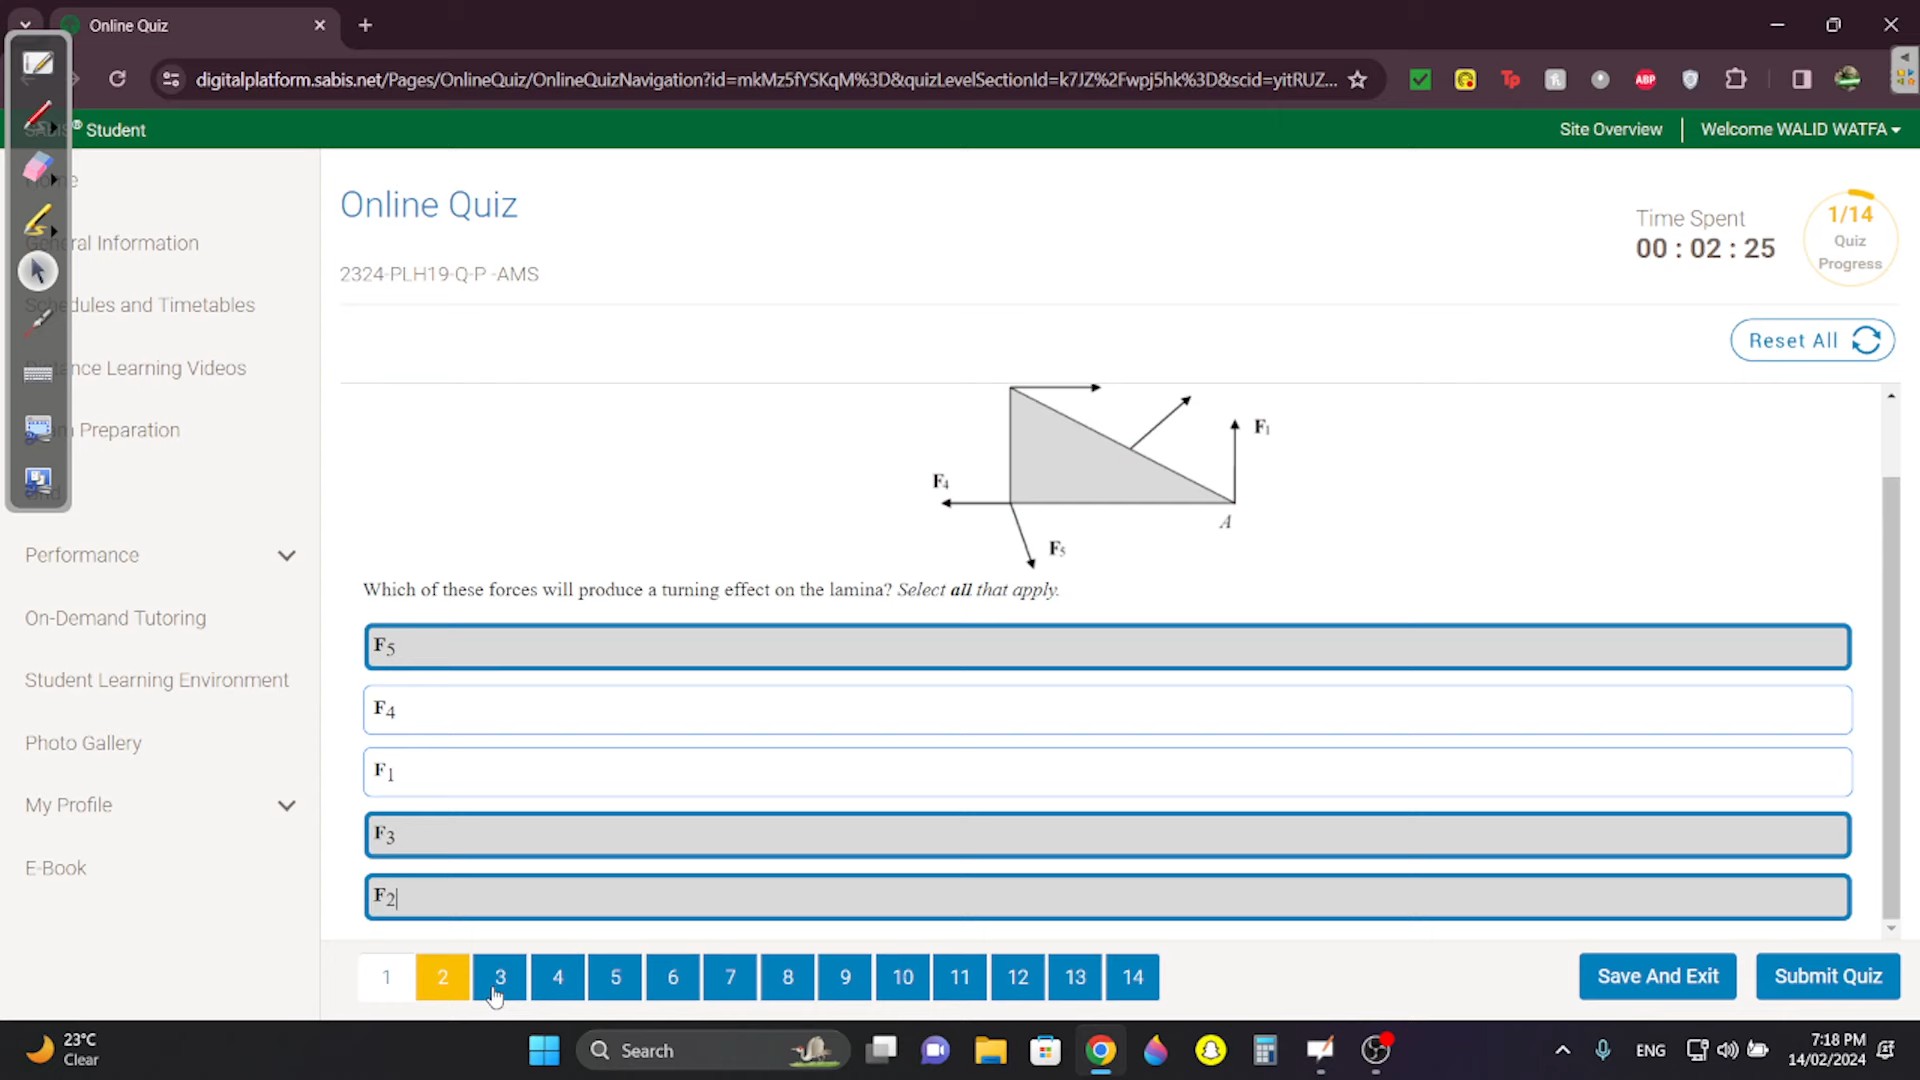 Online Quiz
digitalplatform.sabis.net/Pages/OnlineQuiz/OnlineQuizNavigation?id=mkMz5fYSKqM%3D&quizLevelSectionId=k7JZ%2Fwpj5hk%3D&scid=yitRUZ...
Tp
ABP
® Student
Site Overview
Welcome WALID WATFA
General Information
Schedules and Timetables
Distance Learning Videos
Preparation
Performance
On-Demand Tutoring
Student Learning Environment
Photo Gallery
My Profile
E-Book
Online Quiz
2324-PLH19-Q-P -AMS
Time Spent
00 : 02 : 25
1/14
Quiz
Progress
Reset All
F1
F4
A
F5
Which of these forces will produce a turning effect on the lamina? Select all that apply.
F5
F4
F1
F3
F2
1 2 3 4 5 6 7 8 9 10 11 12 13 14
Save And Exit
Submit Quiz
23°C
Clear
Search
ENG
7:18 PM
14/02/2024